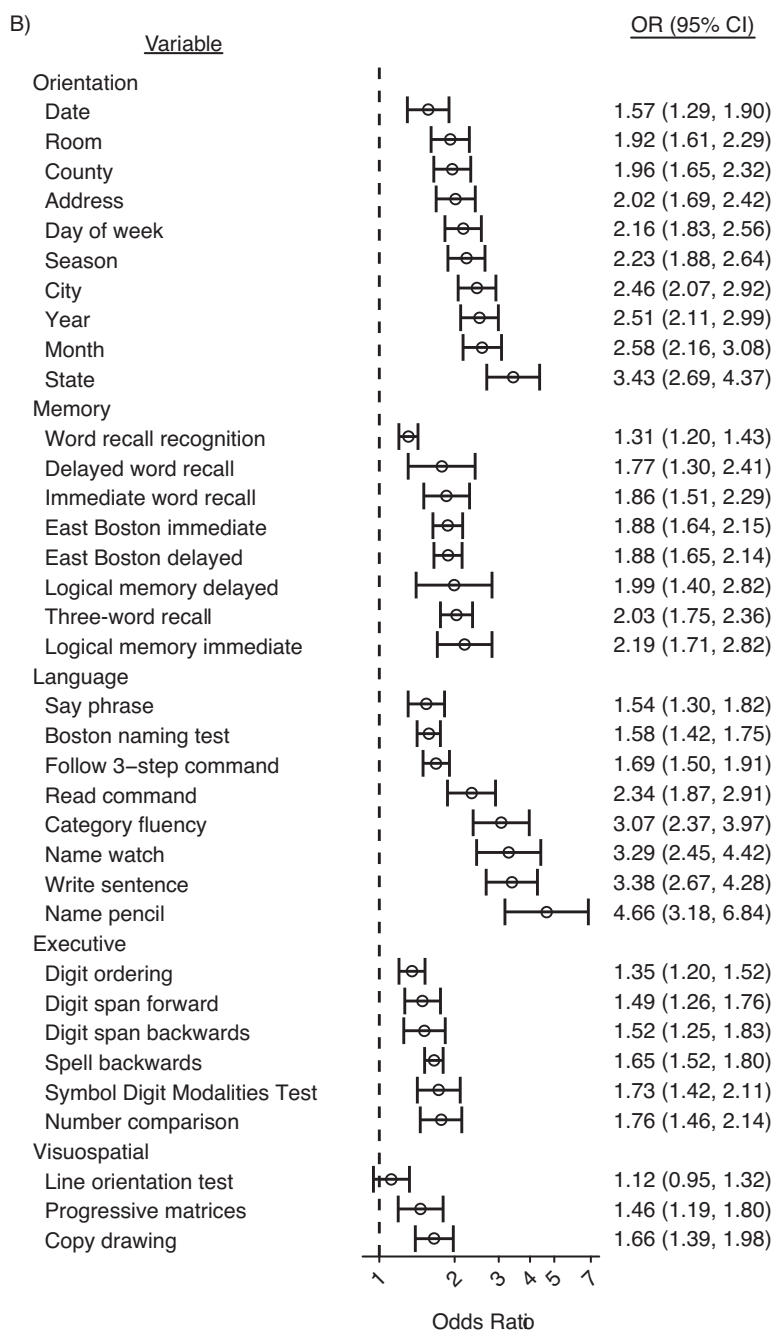 B)
Variable OR (95% CI)
Orientation
Date 1.57 (1.29, 1.90)
Room 1.92 (1.61, 2.29)
County 1.96 (1.65, 2.32)
Address 2.02 (1.69, 2.42)
Day of week 2.16 (1.83, 2.56)
Season 2.23 (1.88, 2.64)
City 2.46 (2.07, 2.92)
Year 2.51 (2.11, 2.99)
Month 2.58 (2.16, 3.08)
State 3.43 (2.69, 4.37)
Memory
Word recall recognition 1.31 (1.20, 1.43)
Delayed word recall 1.77 (1.30, 2.41)
Immediate word recall 1.86 (1.51, 2.29)
East Boston immediate 1.88 (1.64, 2.15)
East Boston delayed 1.88 (1.65, 2.14)
Logical memory delayed 1.99 (1.40, 2.82)
Three-word recall 2.03 (1.75, 2.36)
Logical memory immediate 2.19 (1.71, 2.82)
Language
Say phrase 1.54 (1.30, 1.82)
Boston naming test 1.58 (1.42, 1.75)
Follow 3−step command 1.69 (1.50, 1.91)
Read command 2.34 (1.87, 2.91)
Category fluency 3.07 (2.37, 3.97)
Name watch 3.29 (2.45, 4.42)
Write sentence 3.38 (2.67, 4.28)
Name pencil 4.66 (3.18, 6.84)
Executive
Digit ordering 1.35 (1.20, 1.52)
Digit span forward 1.49 (1.26, 1.76)
Digit span backwards 1.52 (1.25, 1.83)
Spell backwards 1.65 (1.52, 1.80)
Symbol Digit Modalities Test 1.73 (1.42, 2.11)
Number comparison 1.76 (1.46, 2.14)
Visuospatial
Line orientation test 1.12 (0.95, 1.32)
Progressive matrices 1.46 (1.19, 1.80)
Copy drawing 1.66 (1.39, 1.98)
1 2 3 4 5 7
Odds Ratio